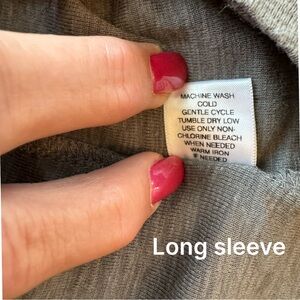 MACHINE WASH
COLD
GENTLE CYCLE
TUMBLE DRY LOW
USE ONLY NON-
CHLORINE BLEACH
WHEN NEEDED
WARM IRON
IF NEEDED
Long sleeve